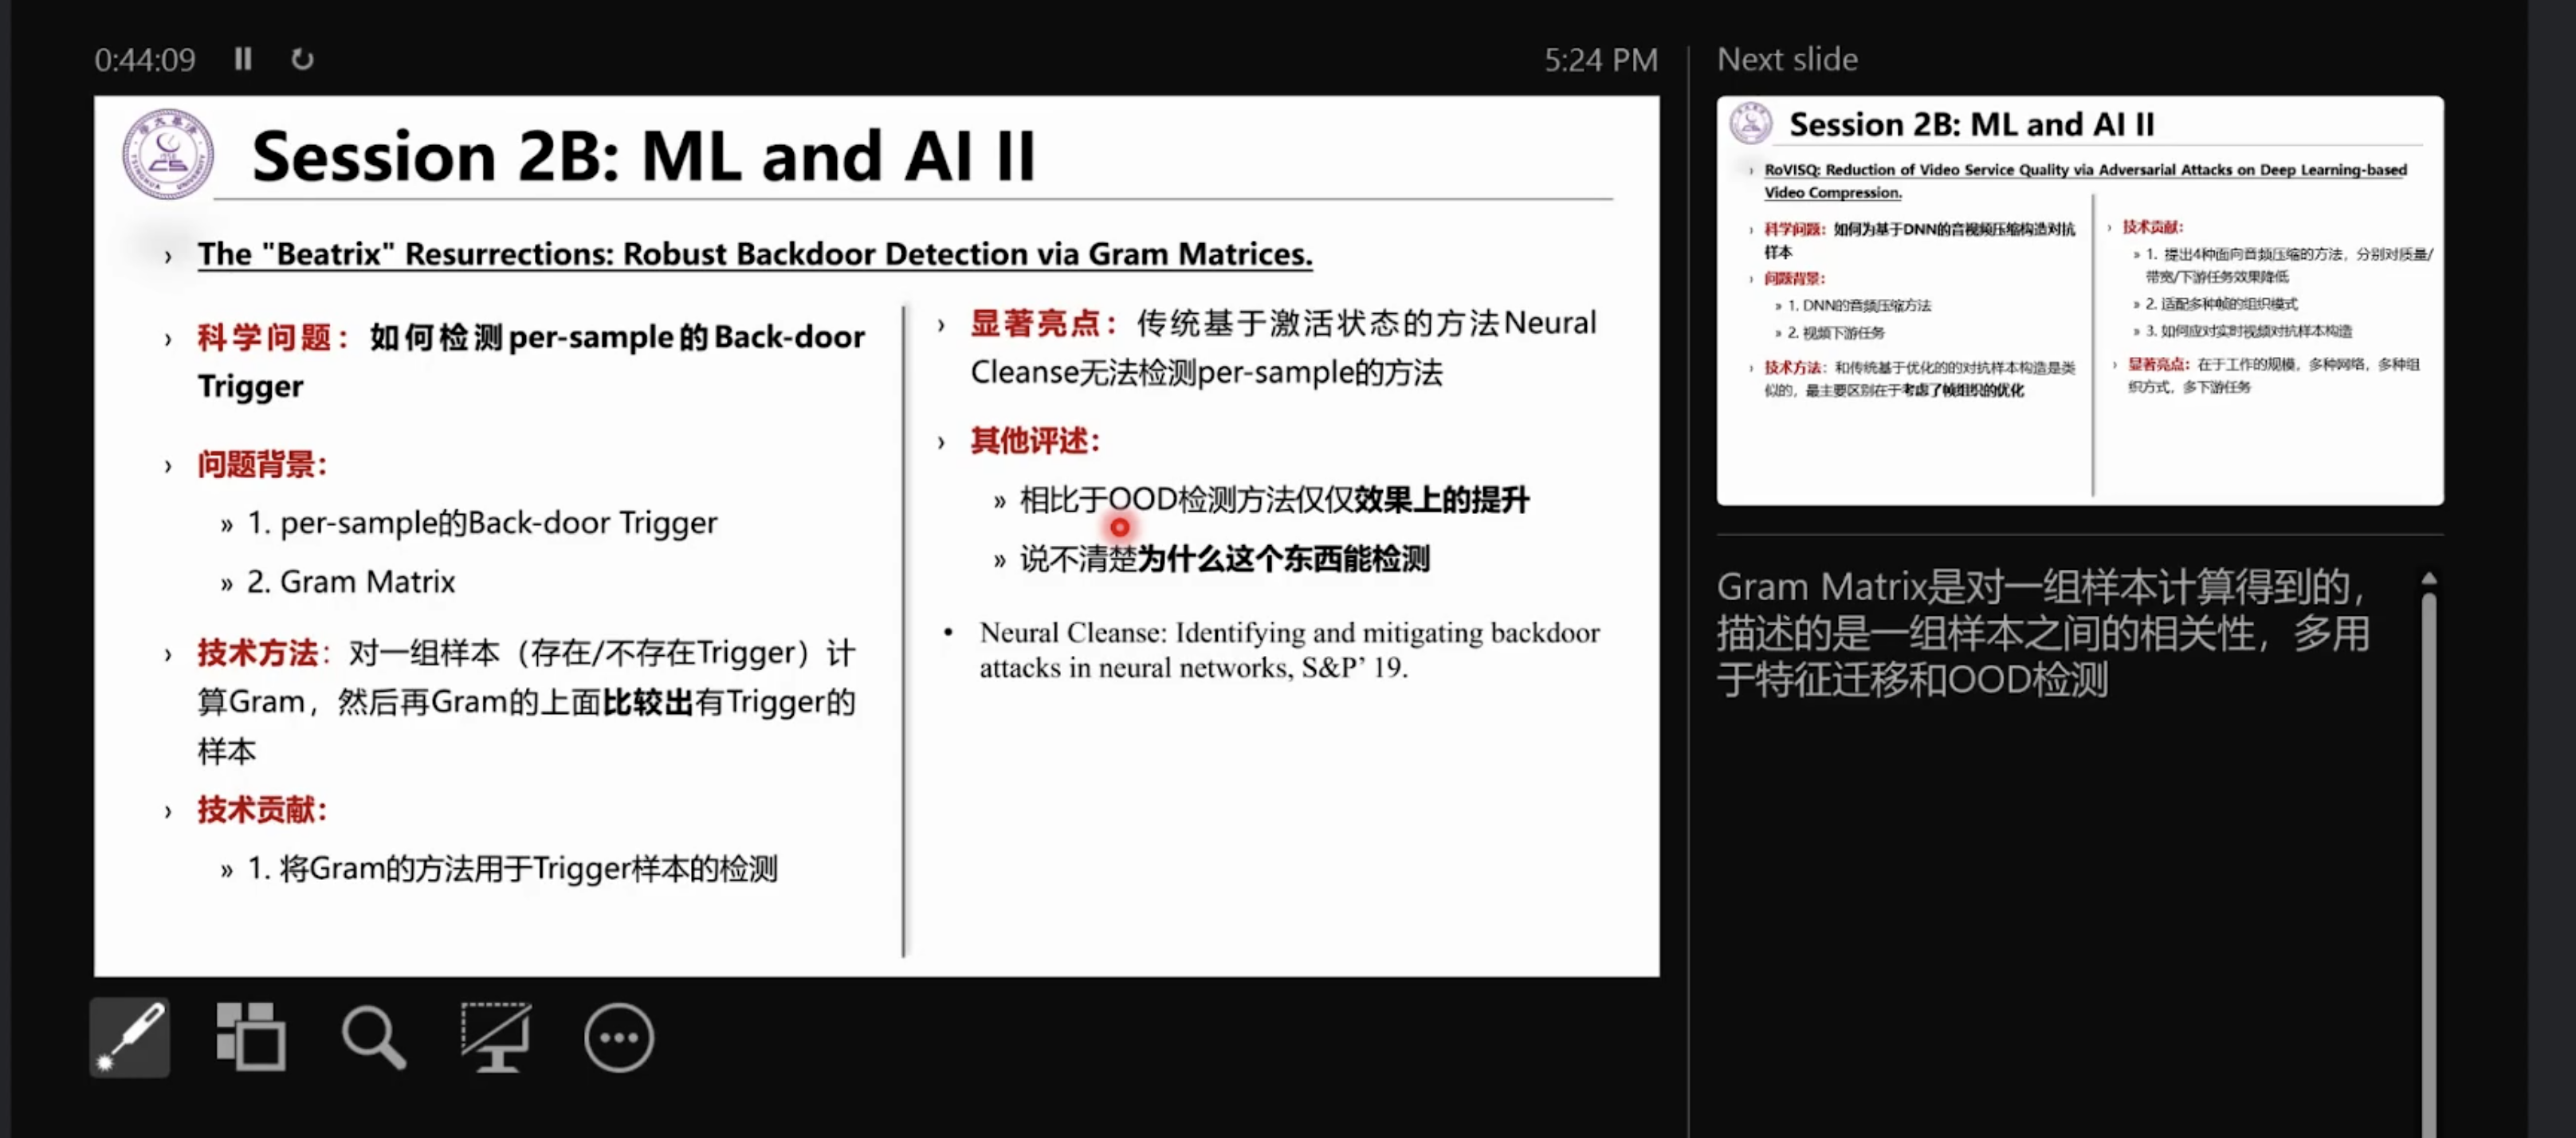 0:44:09
5:24 PM
Session 2B: ML and AI II
› The "Beatrix" Resurrections: Robust Backdoor Detection via Gram Matrices.
› 科学问题：如何检测per-sample的Back-door
Trigger
› 问题背景：
» 1. per-sample的Back-door Trigger
» 2. Gram Matrix
› 技术方法：对一组样本（存在/不存在Trigger）计
算Gram，然后再Gram的上面比较出有Trigger的
样本
› 技术贡献：
» 1. 将Gram的方法用于Trigger样本的检测
› 显著亮点：传统基于激活状态的方法Neural
Cleanse无法检测per-sample的方法
› 其他评述：
» 相比于OOD检测方法仅仅效果上的提升
» 说不清楚为什么这个东西能检测
• Neural Cleanse: Identifying and mitigating backdoor
attacks in neural networks, S&P' 19.
Next slide
Session 2B: ML and AI II
› RoVISQ: Reduction of Video Service Quality via Adversarial Attacks on Deep Learning-based
Video Compression.
› 科学问题：如何为基于DNN的音视频压缩构造对抗
样本
› 问题背景：
» 1. DNN的音频压缩方法
» 2. 视频下游任务
› 技术方法：和传统基于优化的的对抗样本构造是类
似的，最主要区别在于考虑了帧组织的优化
› 技术贡献：
» 1. 提出4种面向音频压缩的方法，分别对质量/
带宽/下游任务效果降低
» 2. 适配多种帧的组织模式
» 3. 如何应对实时视频对抗样本构造
› 显著亮点：在于工作的规模，多种网络，多种组
织方式，多下游任务
Gram Matrix是对一组样本计算得到的，
描述的是一组样本之间的相关性，多用
于特征迁移和OOD检测